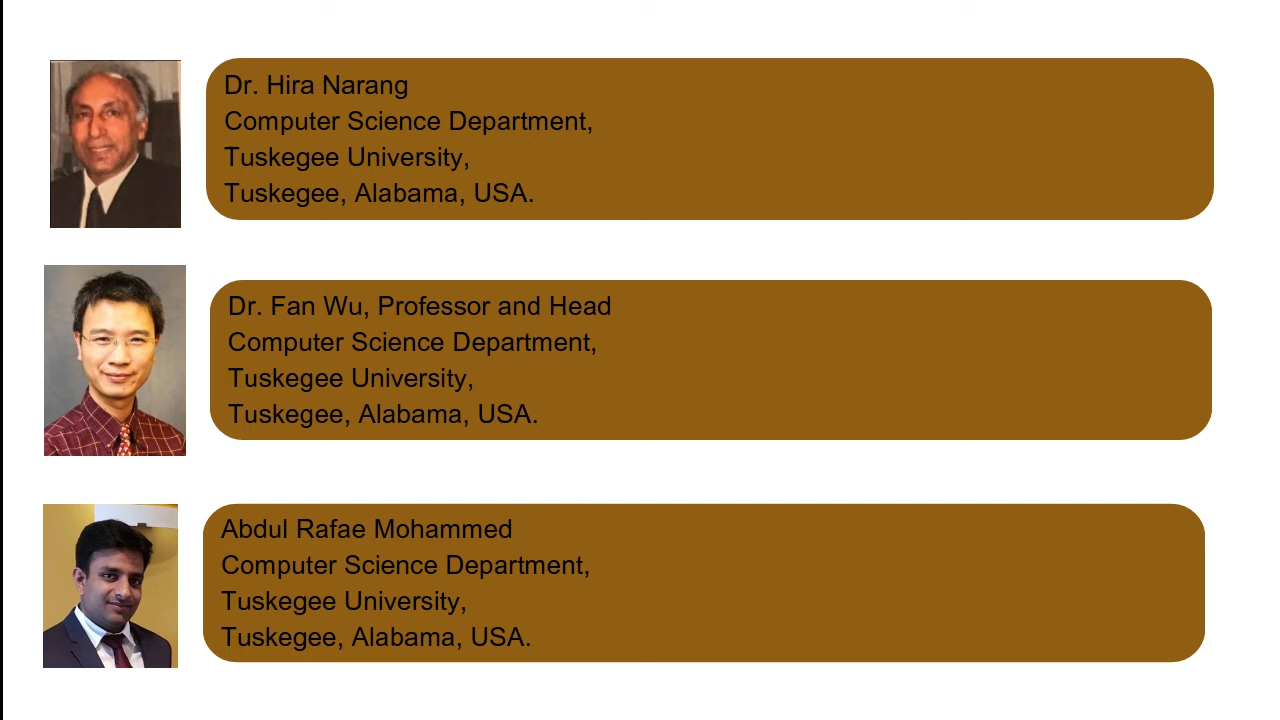 Dr. Hira Narang
Computer Science Department,
Tuskegee University,
Tuskegee, Alabama, USA.
Dr. Fan Wu, Professor and Head
Computer Science Department,
Tuskegee University,
Tuskegee, Alabama, USA.
Abdul Rafae Mohammed
Computer Science Department,
Tuskegee University,
Tuskegee, Alabama, USA.